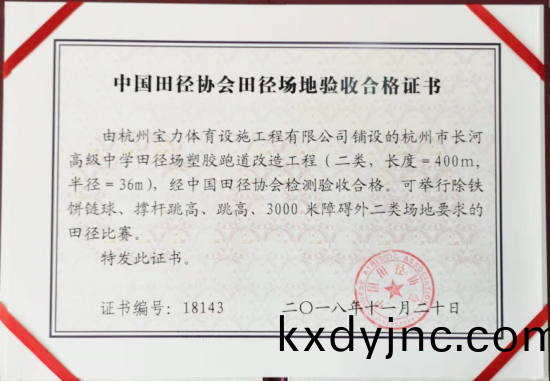 中国田径协会田径场地验收合格证书
由杭州宝力体育设施工程有限公司铺设的杭州市长河
高级中学田径场塑胶跑道改造工程（二类，长度=400m，
半径=36m），经中国田径协会检测验收合格。可举行除铁
饼链球、撑杆跳高、跳高、3000 米障碍外二类场地要求的
田径比赛。
特发此证书。
证书编号：18143
二〇一八年十二月二十日
kxdyjnc.com